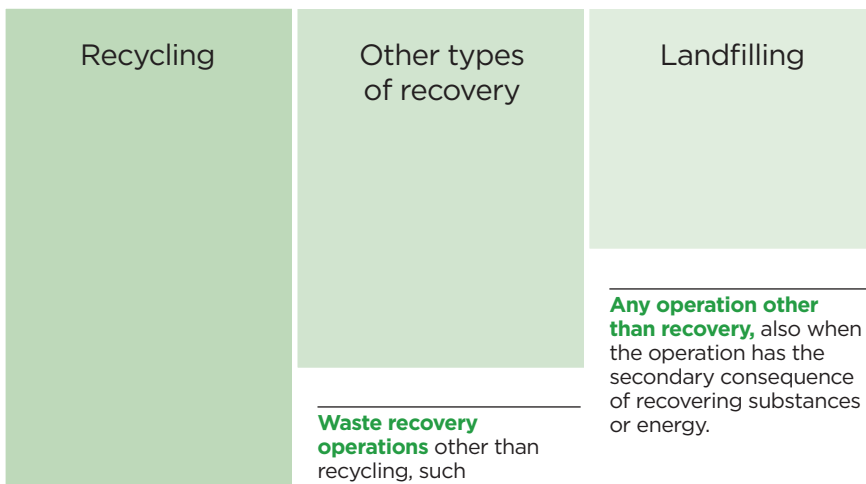 Recycling
Other types
of recovery
Landfilling
Any operation other
than recovery, also when
the operation has the
secondary consequence
of recovering substances
or energy.
Waste recovery
operations other than
recycling, such